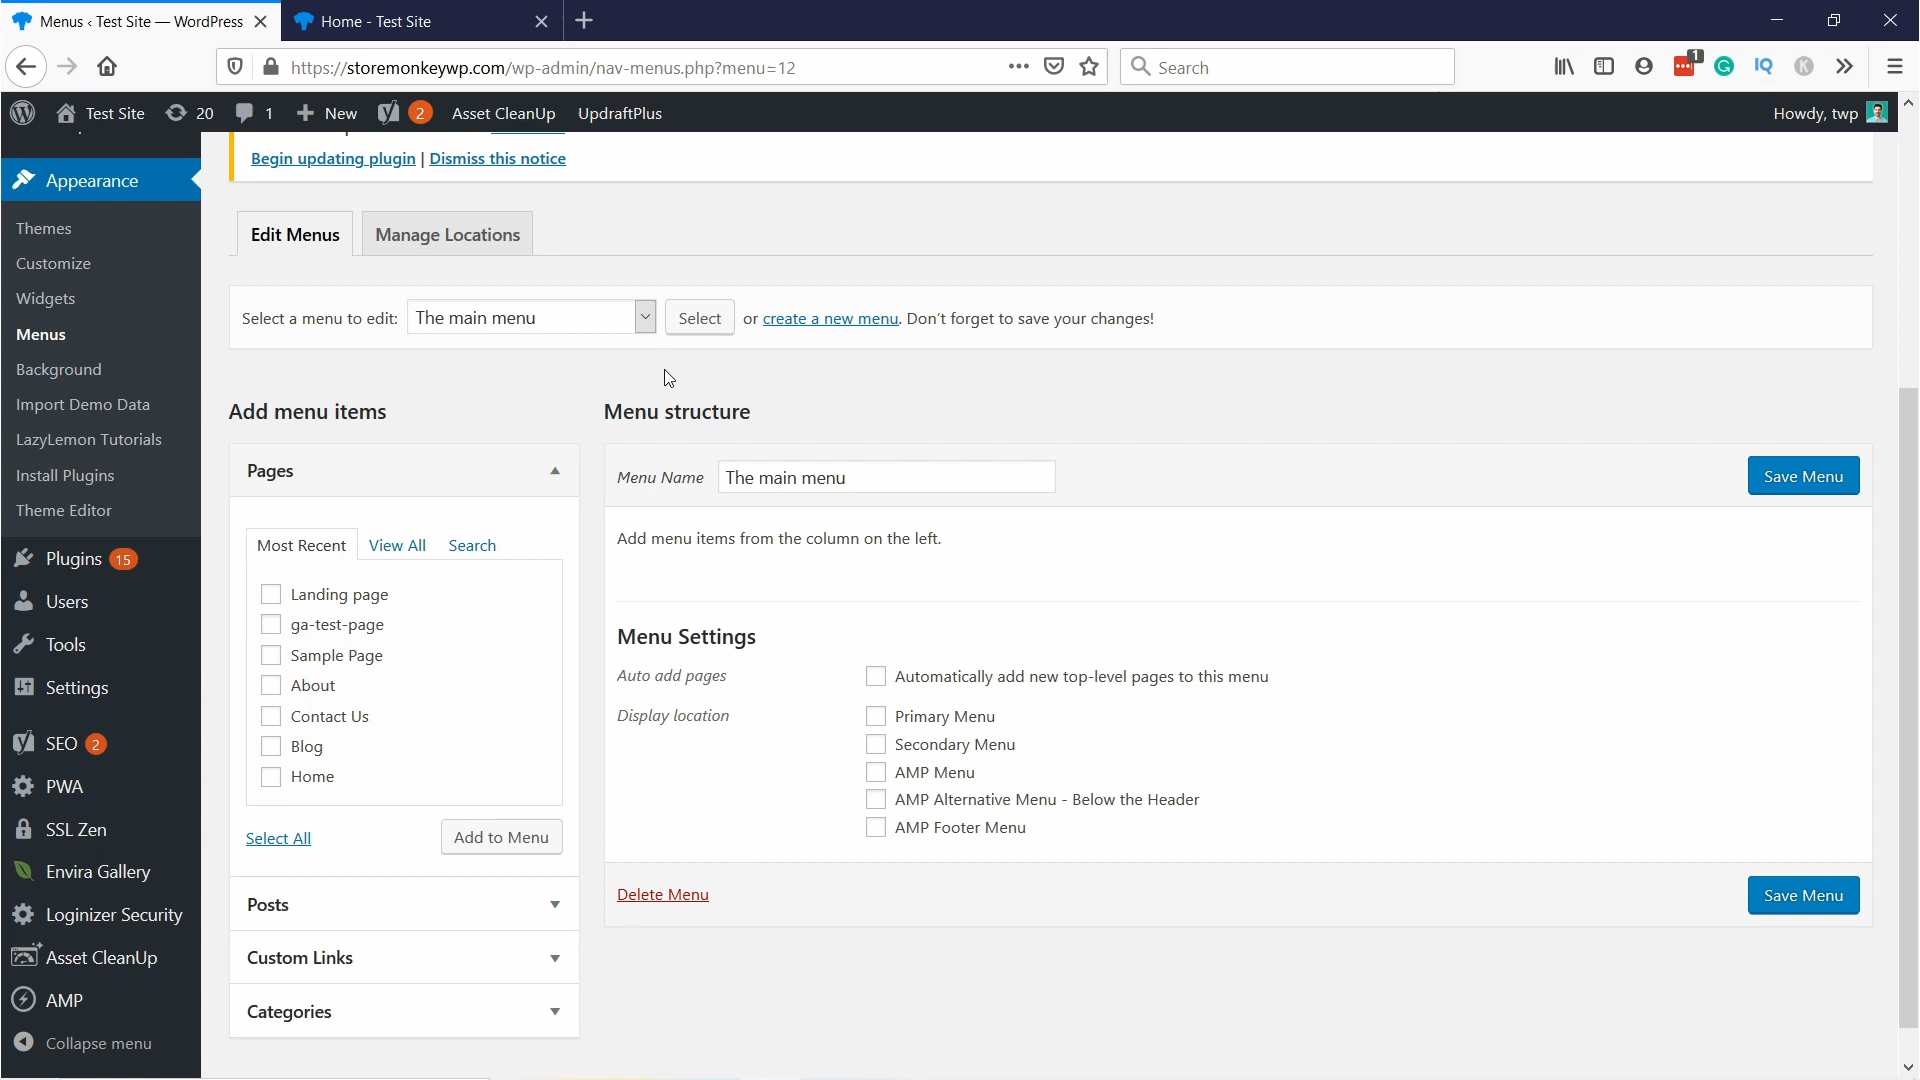 Menus ‹ Test Site — WordPress
Home - Test Site
https://storemonkeywp.com/wp-admin/nav-menus.php?menu=12
Search
1
IQ
K
Test Site
20
1
New
2
Asset CleanUp
UpdraftPlus
Howdy, twp
Begin updating plugin | Dismiss this notice
Appearance
Themes
Customize
Widgets
Menus
Background
Import Demo Data
LazyLemon Tutorials
Install Plugins
Theme Editor
Plugins 15
Users
Tools
Settings
SEO 2
PWA
SSL Zen
Envira Gallery
Loginizer Security
Asset CleanUp
AMP
Collapse menu
Edit Menus
Manage Locations
Select a menu to edit: The main menu Select or create a new menu. Don't forget to save your changes!
Add menu items
Pages
Most Recent View All Search
Landing page
ga-test-page
Sample Page
About
Contact Us
Blog
Home
Select All
Add to Menu
Posts
Custom Links
Categories
Menu structure
Menu Name The main menu
Save Menu
Add menu items from the column on the left.
Menu Settings
Auto add pages
Automatically add new top-level pages to this menu
Display location
Primary Menu
Secondary Menu
AMP Menu
AMP Alternative Menu - Below the Header
AMP Footer Menu
Delete Menu
Save Menu